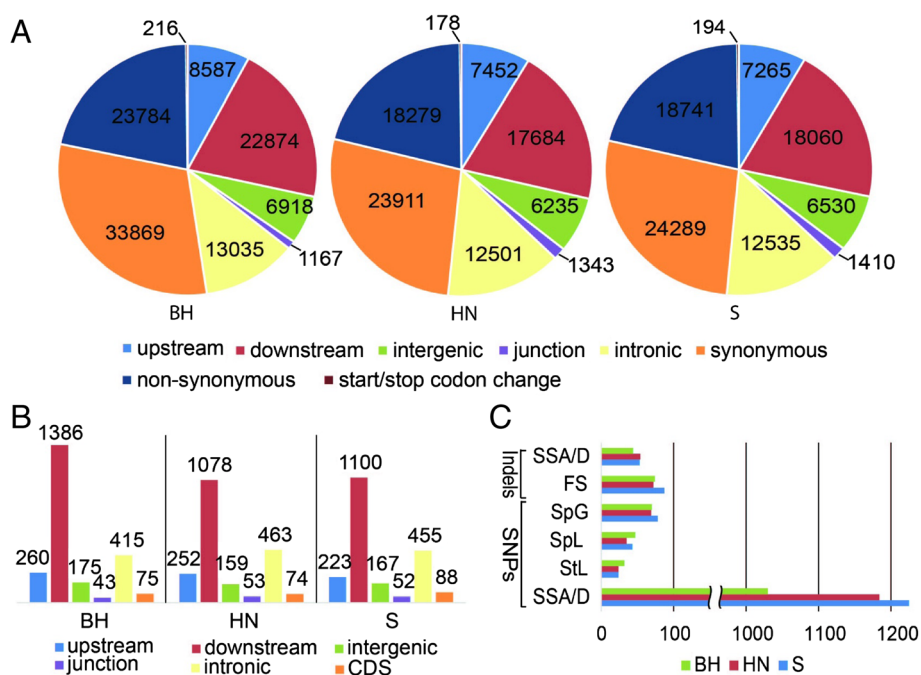 A
216
8587
22874
6918
1167
13035
33869
23784
BH
178
7452
17684
6235
1343
12501
23911
18279
HN
194
7265
18060
6530
1410
12535
24289
18741
S
upstream downstream intergenic junction intronic synonymous
non-synonymous start/stop codon change
B
260 1386 175 43 415 75
252 1078 159 53 463 74
223 1100 167 52 455 88
BH HN S
upstream downstream intergenic
junction intronic CDS
C
Indels
SSA/D
FS
SNPs
SpG
SpL
StL
SSA/D
0 100 1000 1100 1200
BH HN S